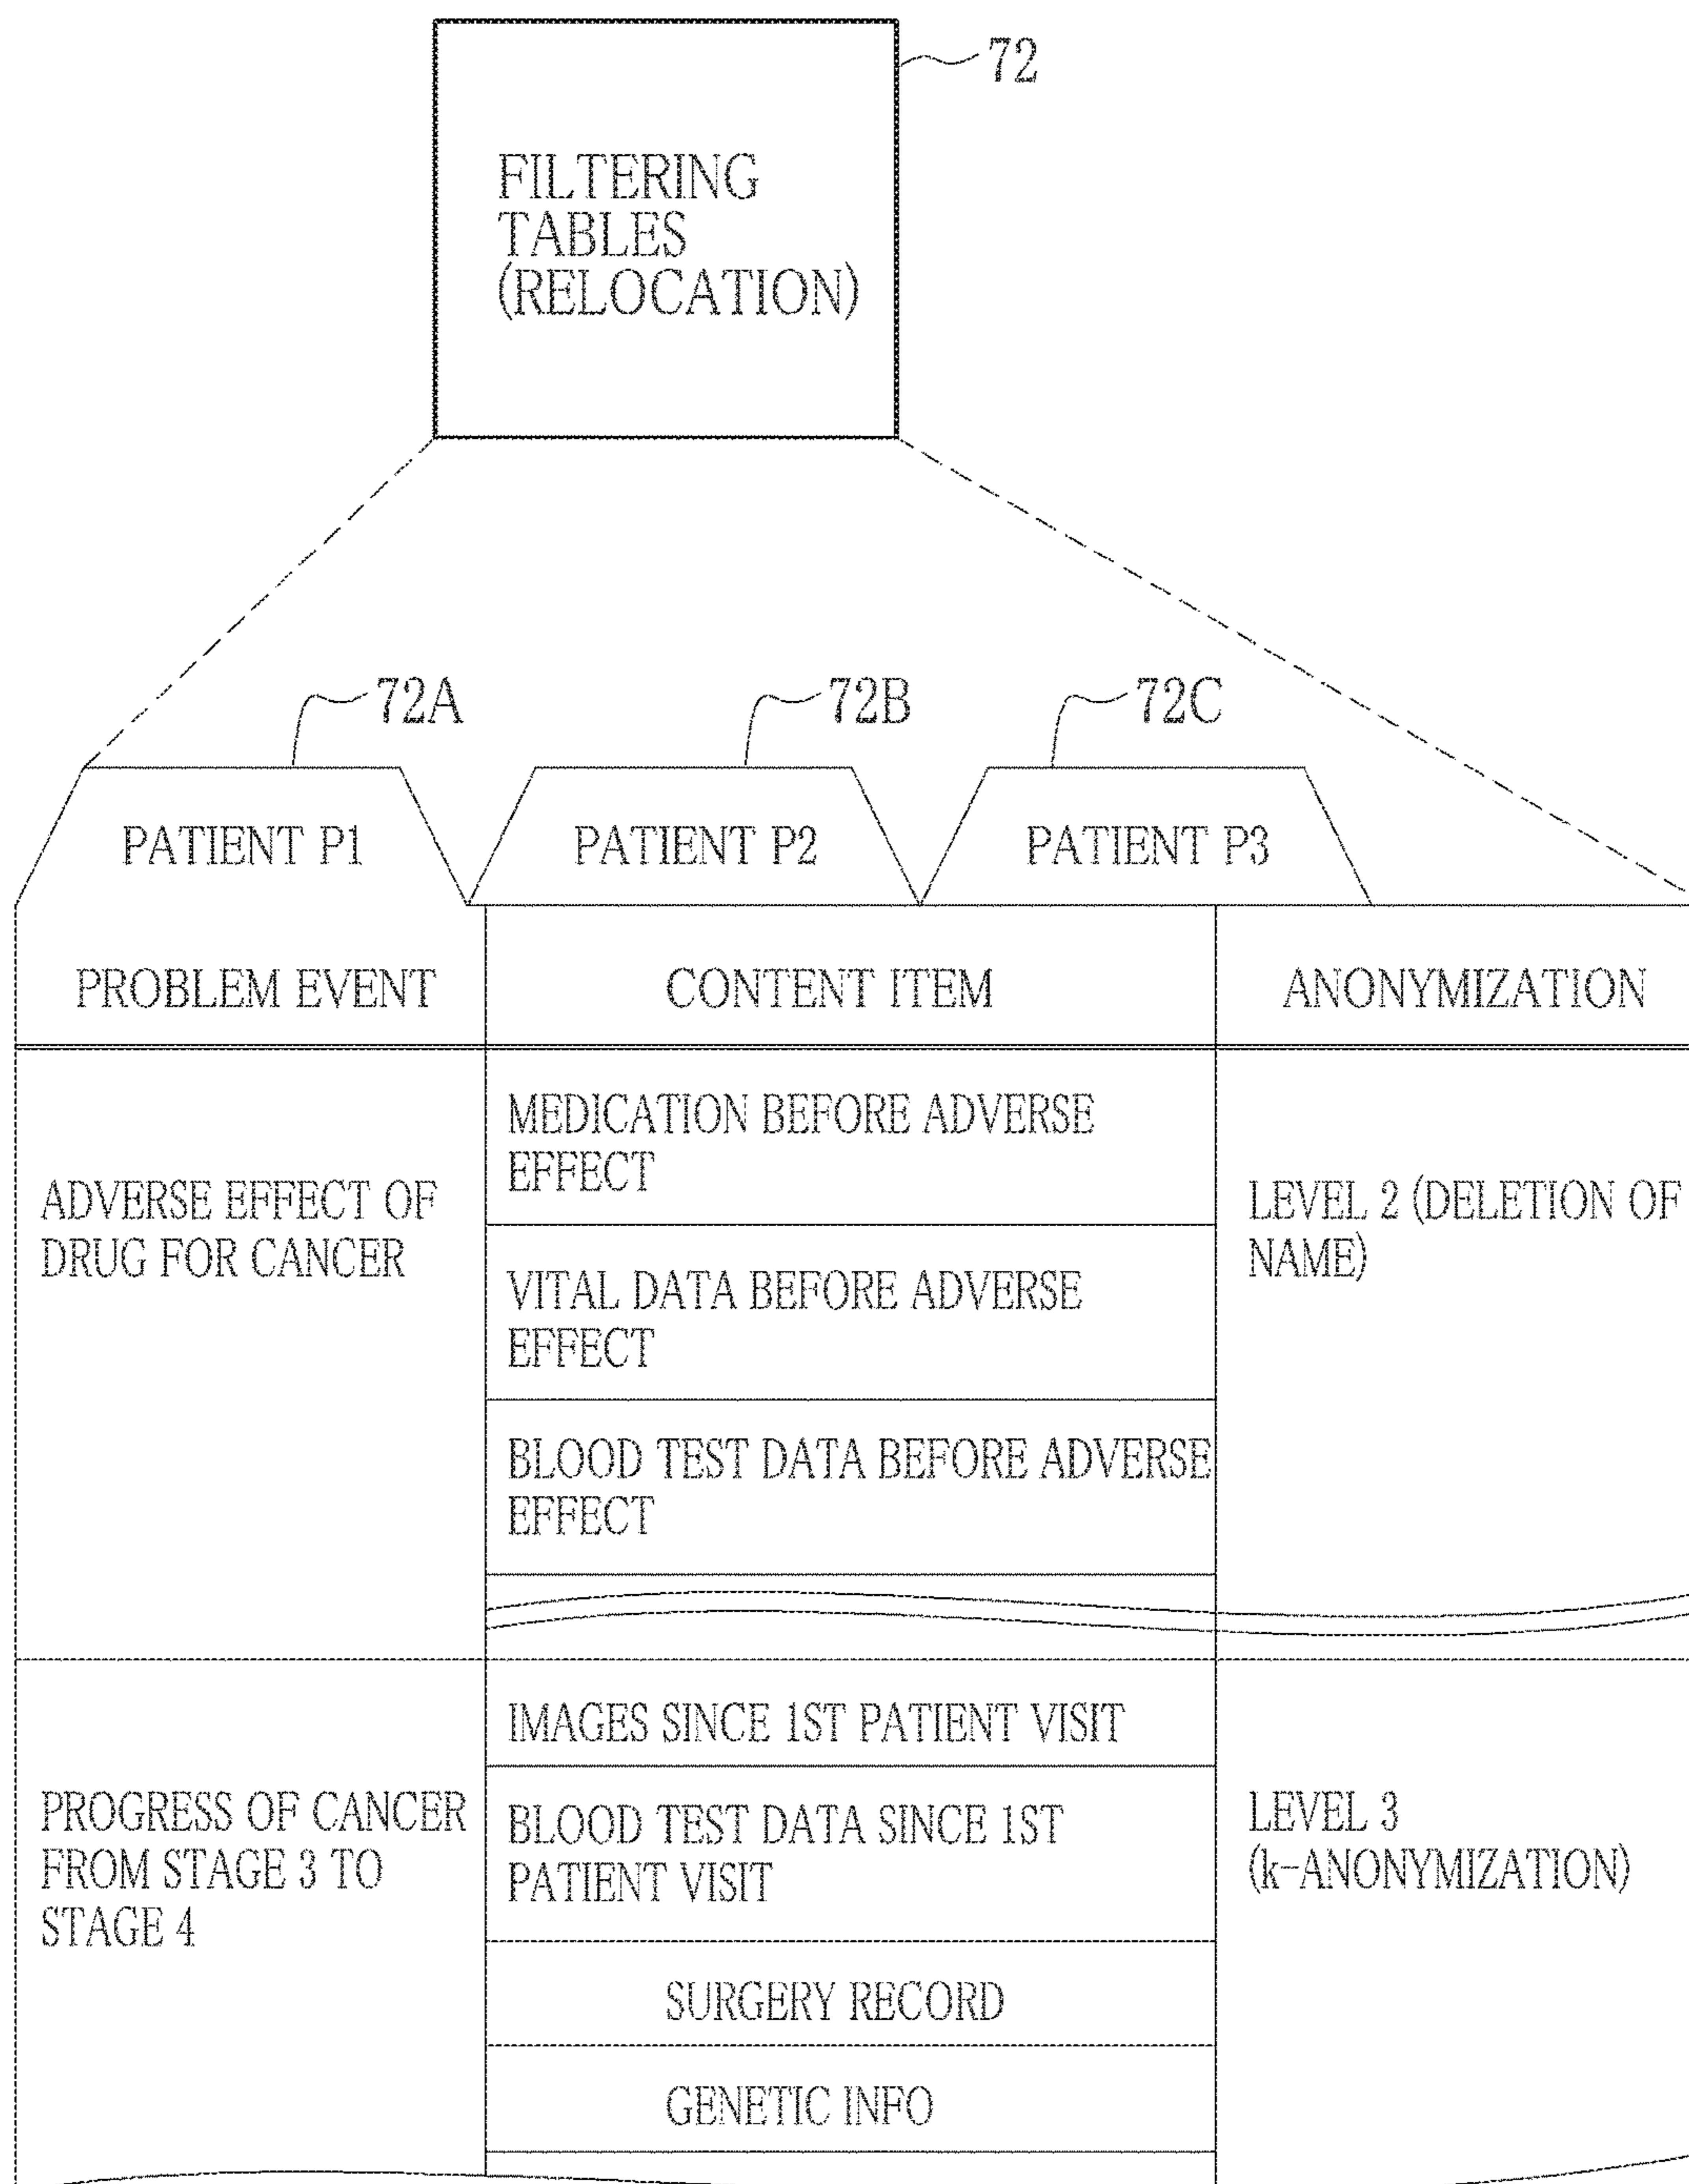 72
FILTERING
TABLES
(RELOCATION)
72A
72B
72C
PATIENT P1
PATIENT P2
PATIENT P3
PROBLEM EVENT
CONTENT ITEM
ANONYMIZATION
ADVERSE EFFECT OF
DRUG FOR CANCER
MEDICATION BEFORE ADVERSE
EFFECT
VITAL DATA BEFORE ADVERSE
EFFECT
BLOOD TEST DATA BEFORE ADVERSE
EFFECT
LEVEL 2 (DELETION OF
NAME)
PROGRESS OF CANCER
FROM STAGE 3 TO
STAGE 4
IMAGES SINCE 1ST PATIENT VISIT
BLOOD TEST DATA SINCE 1ST
PATIENT VISIT
SURGERY RECORD
GENETIC INFO
LEVEL 3
(k-ANONYMIZATION)